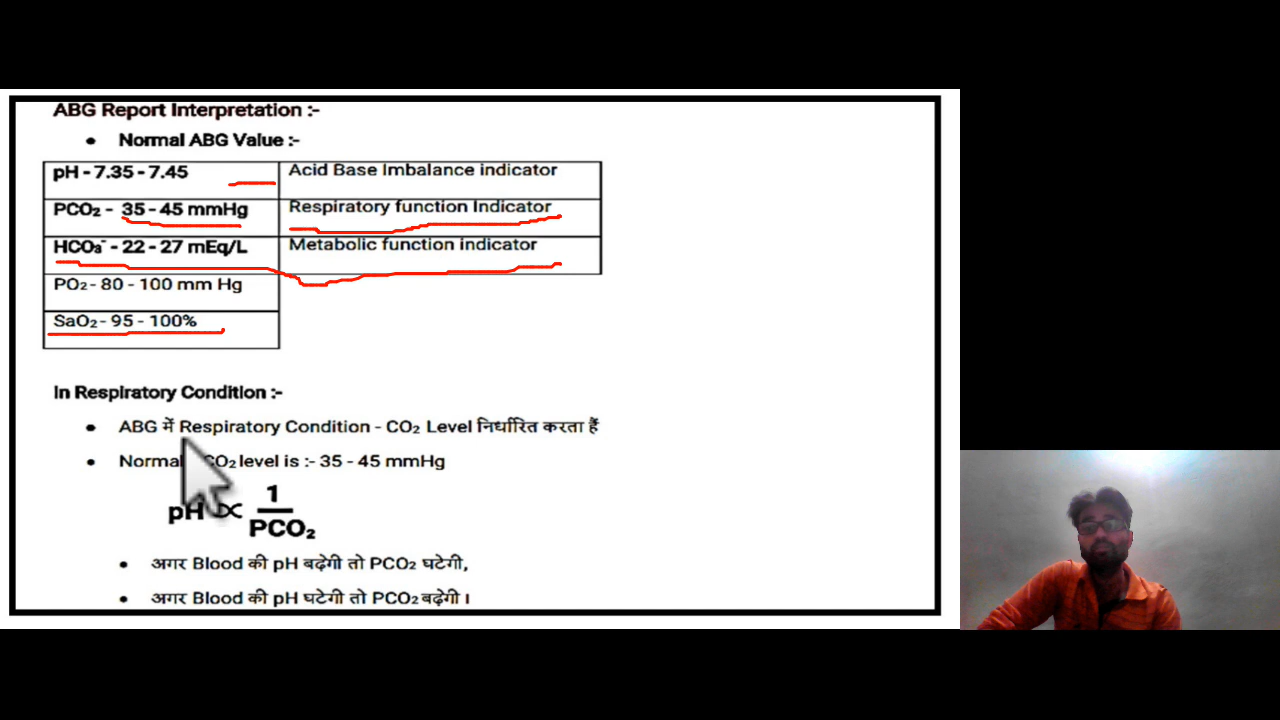 ABG Report Interpretation :-
• Normal ABG Value :-
pH - 7.35 - 7.45 Acid Base Imbalance indicator
PCO₂ - 35 - 45 mmHg Respiratory function Indicator
HCO₃⁻ - 22 - 27 mEq/L Metabolic function indicator
PO₂ - 80 - 100 mm Hg
SaO₂ - 95 - 100%
In Respiratory Condition :-
• ABG में Respiratory Condition - CO₂ Level निर्धारित करता हैं
• Normal CO₂ level is :- 35 - 45 mmHg
pH ∝ 1
PCO₂
• अगर Blood की pH बढ़ेगी तो PCO₂ घटेगी,
• अगर Blood की pH घटेगी तो PCO₂ बढ़ेगी ।